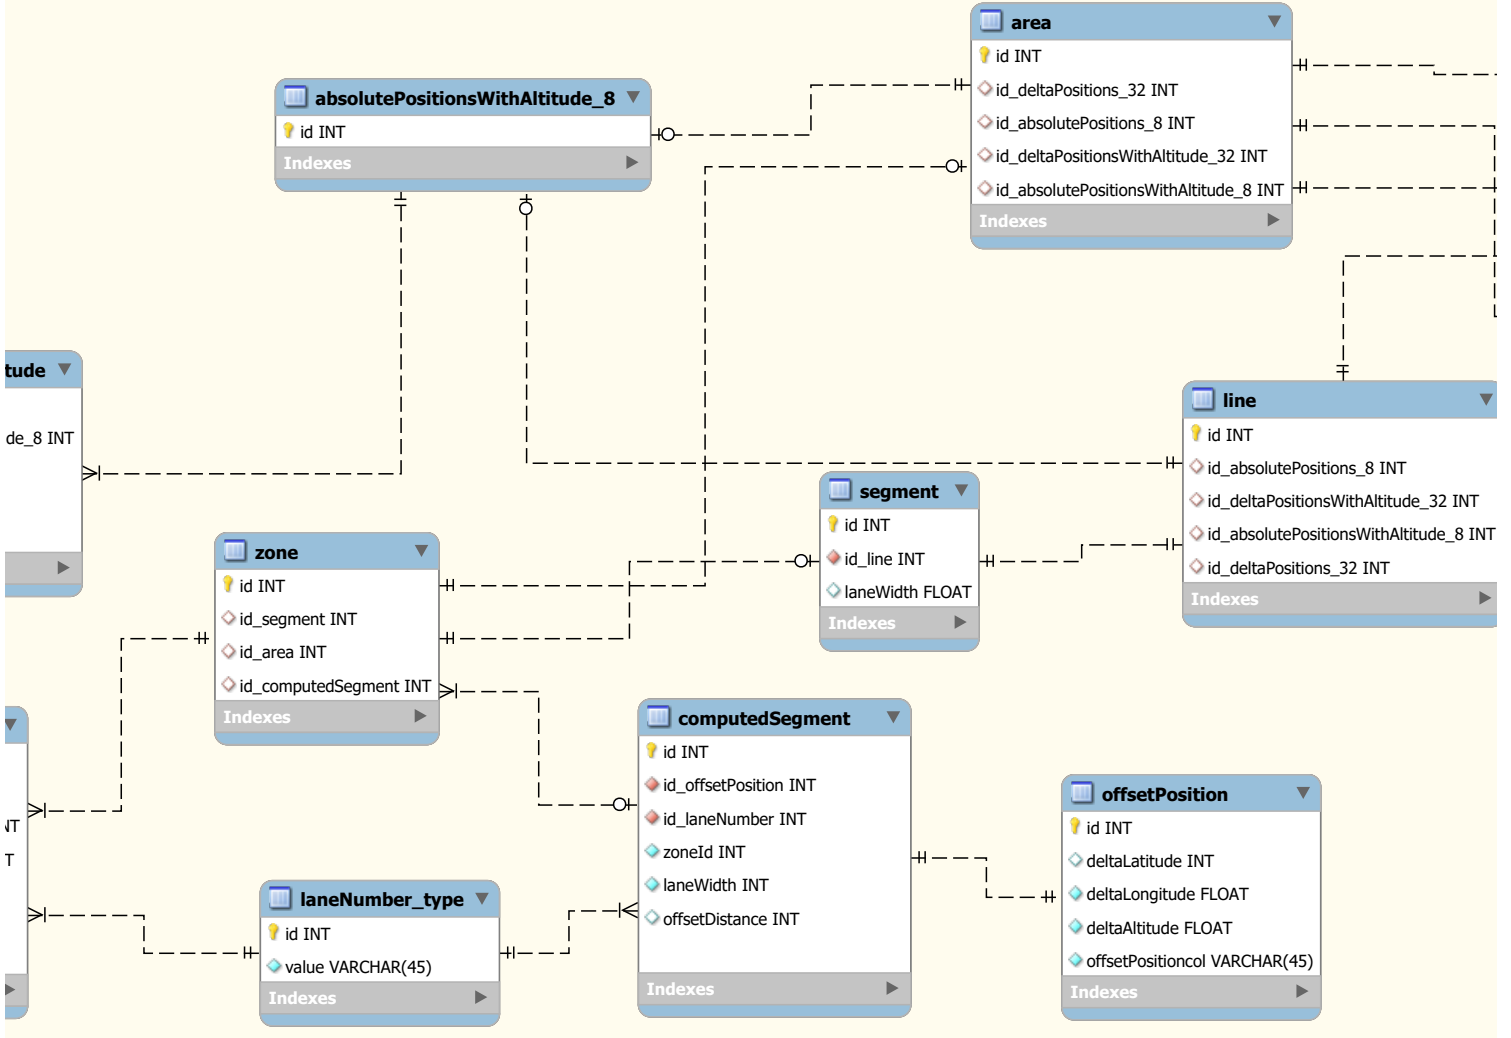 area
id INT
id_deltaPositions_32 INT
id_absolutePositions_8 INT
id_deltaPositionsWithAltitude_32 INT
id_absolutePositionsWithAltitude_8 INT
Indexes
absolutePositionsWithAltitude_8
id INT
Indexes
tude
de_8 INT
line
id INT
id_absolutePositions_8 INT
id_deltaPositionsWithAltitude_32 INT
id_absolutePositionsWithAltitude_8 INT
id_deltaPositions_32 INT
Indexes
segment
id INT
id_line INT
laneWidth FLOAT
Indexes
zone
id INT
id_segment INT
id_area INT
id_computedSegment INT
Indexes
computedSegment
id INT
id_offsetPosition INT
id_laneNumber INT
zoneId INT
laneWidth INT
offsetDistance INT
Indexes
offsetPosition
id INT
deltaLatitude INT
deltaLongitude FLOAT
deltaAltitude FLOAT
offsetPositioncol VARCHAR(45)
Indexes
T
laneNumber_type
id INT
value VARCHAR(45)
Indexes